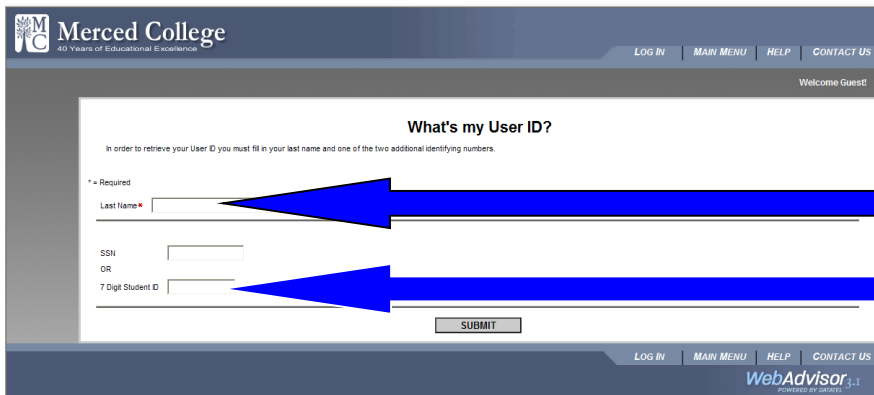 M
C
Merced College
40 Years of Educational Excellence
LOG IN MAIN MENU HELP CONTACT US
Welcome Guest!
What's my User ID?
In order to retrieve your User ID you must fill in your last name and one of the two additional identifying numbers.
* = Required
Last Name*
SSN
OR
7 Digit Student ID
SUBMIT
LOG IN MAIN MENU HELP CONTACT US
WebAdvisor 3.1
POWERED BY DATATEL